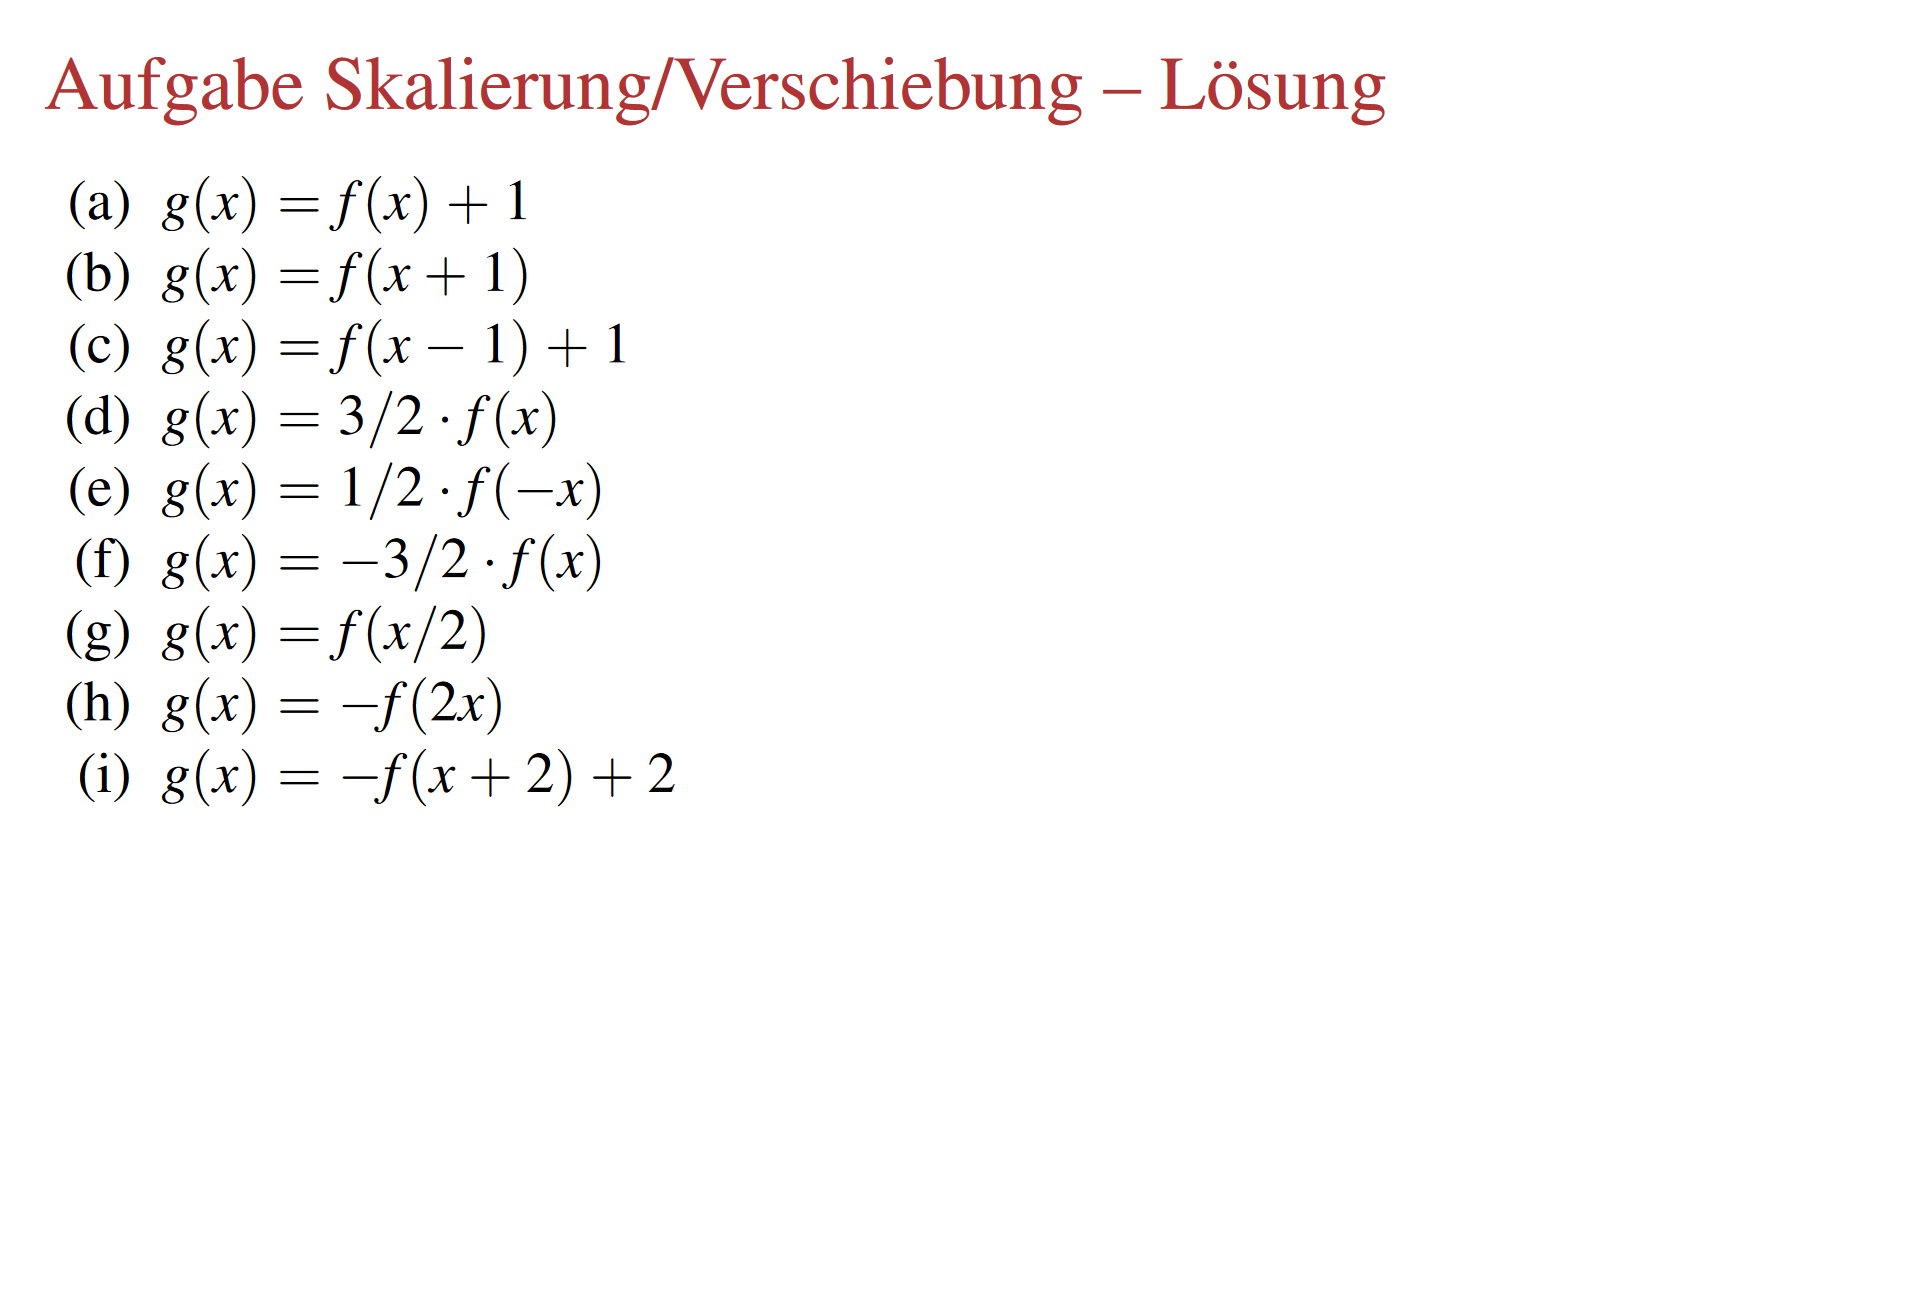 Aufgabe Skalierung/Verschiebung – Lösung
(a) g(x) = f(x) + 1
(b) g(x) = f(x + 1)
(c) g(x) = f(x − 1) + 1
(d) g(x) = 3/2 · f(x)
(e) g(x) = 1/2 · f(−x)
(f) g(x) = −3/2 · f(x)
(g) g(x) = f(x/2)
(h) g(x) = −f(2x)
(i) g(x) = −f(x + 2) + 2